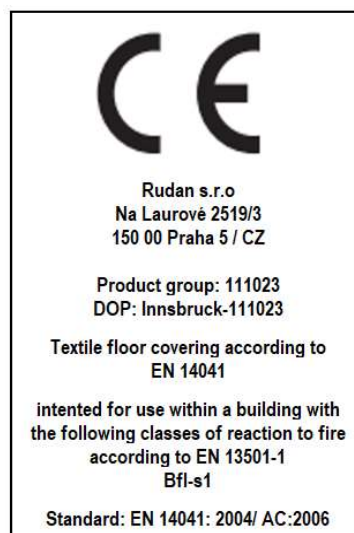 CE
Rudan s.r.o
Na Laurové 2519/3
150 00 Praha 5 / CZ
Product group: 111023
DOP: Innsbruck-111023
Textile floor covering according to
EN 14041
intented for use within a building with
the following classes of reaction to fire
according to EN 13501-1
Bfl-s1
Standard: EN 14041: 2004/ AC:2006